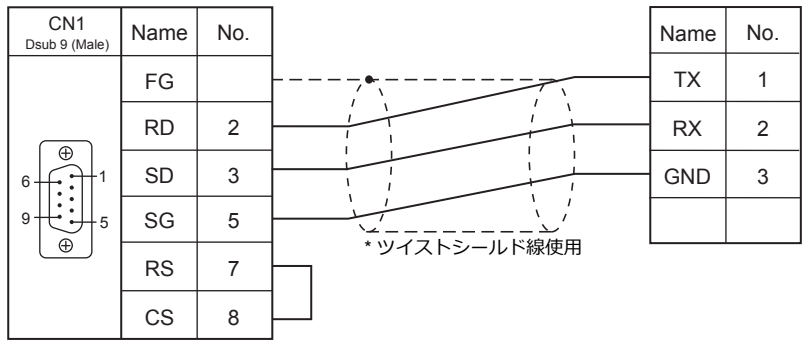 CN1
Dsub 9 (Male)
Name No.
FG
RD 2
SD 3
SG 5
RS 7
CS 8
6
1
9
5
* ツイストシールド線使用
Name No.
TX 1
RX 2
GND 3